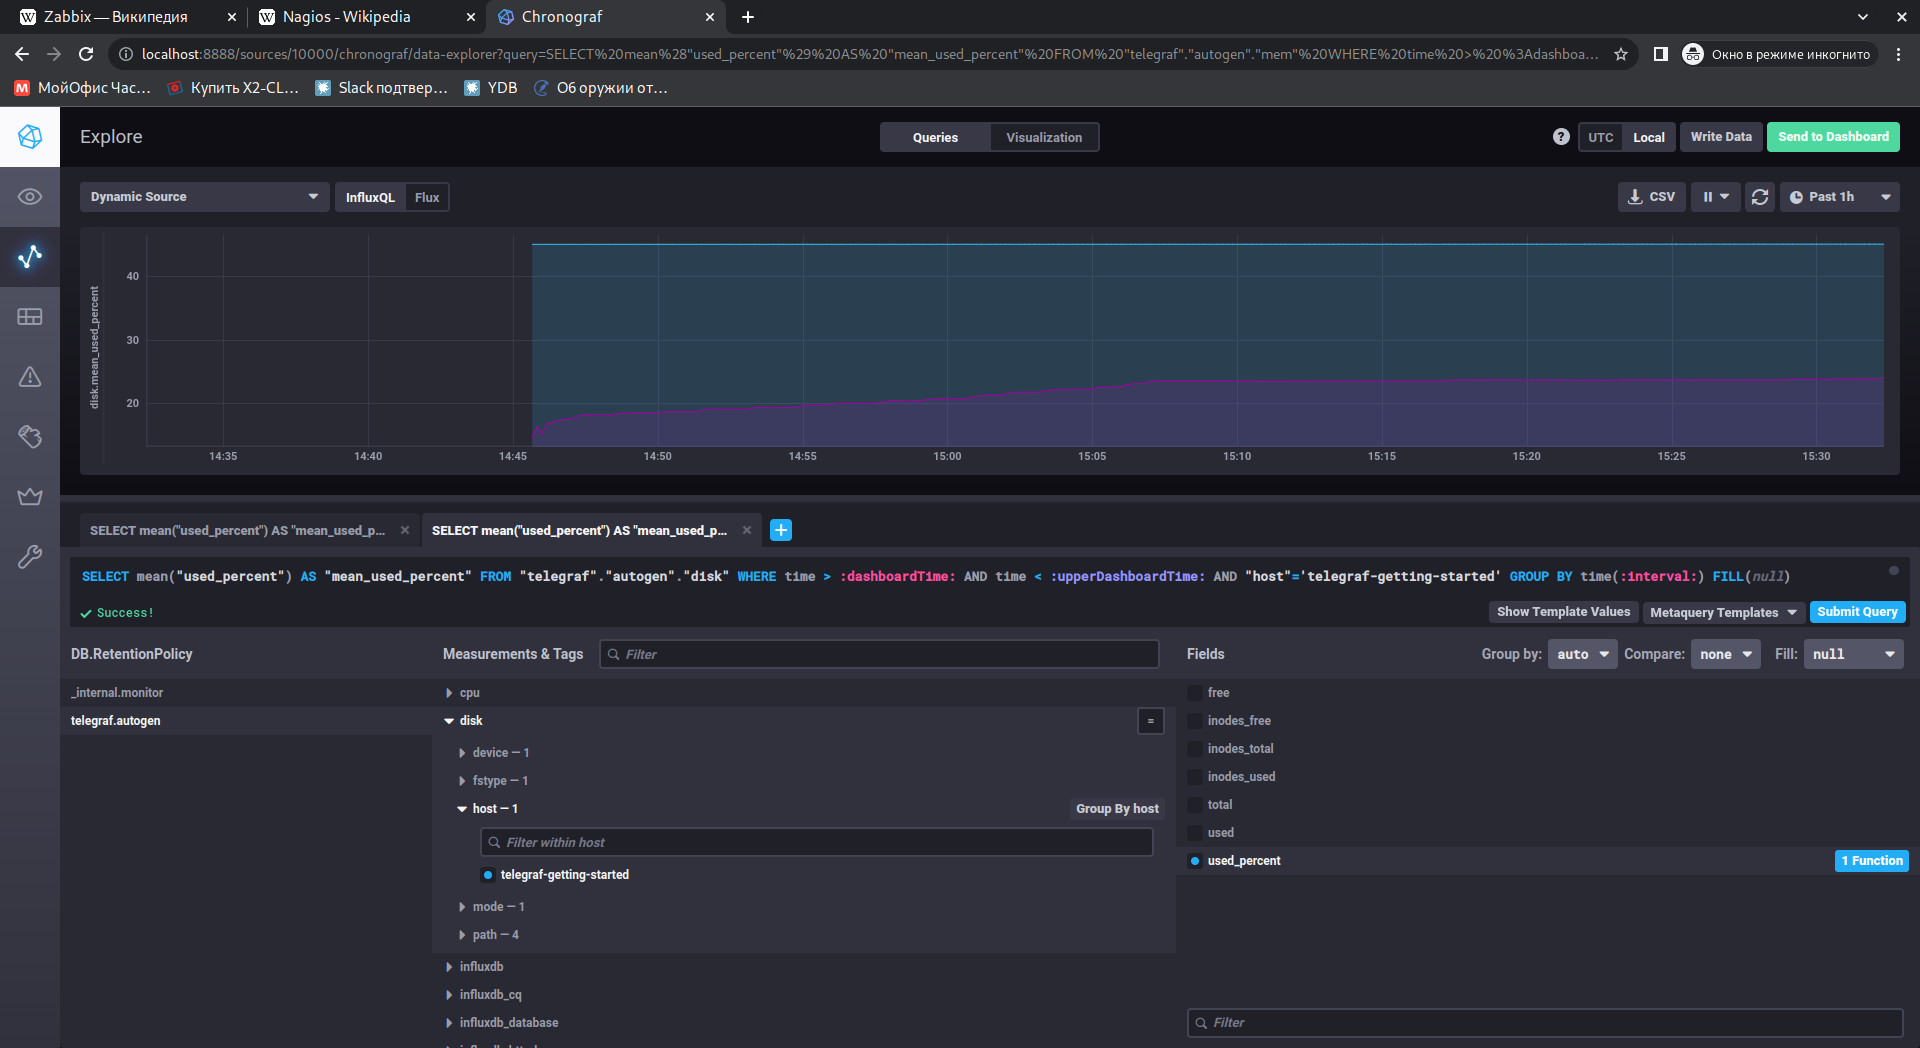 Zabbix — Википедия
Nagios - Wikipedia
Chronograf
localhost:8888/sources/10000/chronograf/data-explorer?query=SELECT%20mean%28"used_percent"%29%20AS%20"mean_used_percent"%20FROM%20"telegraf"."autogen"."mem"%20WHERE%20time%20>%20%3Adashboa...
Окно в режиме инкогнито
МойОфис Час...
Купить X2-CL...
Slack подтвер...
YDB
Об оружии от...
Explore
Queries
Visualization
?
UTC
Local
Write Data
Send to Dashboard
Dynamic Source
InfluxQL
Flux
CSV
Past 1h
disk.mean_used_percent
40
30
20
14:35
14:40
14:45
14:50
14:55
15:00
15:05
15:10
15:15
15:20
15:25
15:30
SELECT mean("used_percent") AS "mean_used_p...
SELECT mean("used_percent") AS "mean_used_p...
SELECT mean("used_percent") AS "mean_used_percent" FROM "telegraf"."autogen"."disk" WHERE time > :dashboardTime: AND time < :upperDashboardTime: AND "host"='telegraf-getting-started' GROUP BY time(:interval:) FILL(null)
Success!
Show Template Values
Metaquery Templates
Submit Query
DB.RetentionPolicy
Measurements & Tags
Filter
Fields
Group by:
auto
Compare:
none
Fill:
null
_internal.monitor
telegraf.autogen
cpu
disk
=
device — 1
fstype — 1
host — 1
Group By host
Filter within host
telegraf-getting-started
mode — 1
path — 4
influxdb
influxdb_cq
influxdb_database
free
inodes_free
inodes_total
inodes_used
total
used
used_percent
1 Function
Filter